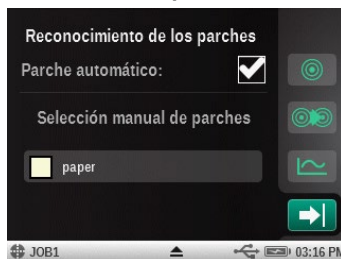 Reconocimiento de los parches
Parche automático:
Selección manual de parches
paper
JOB1 03:16 PM